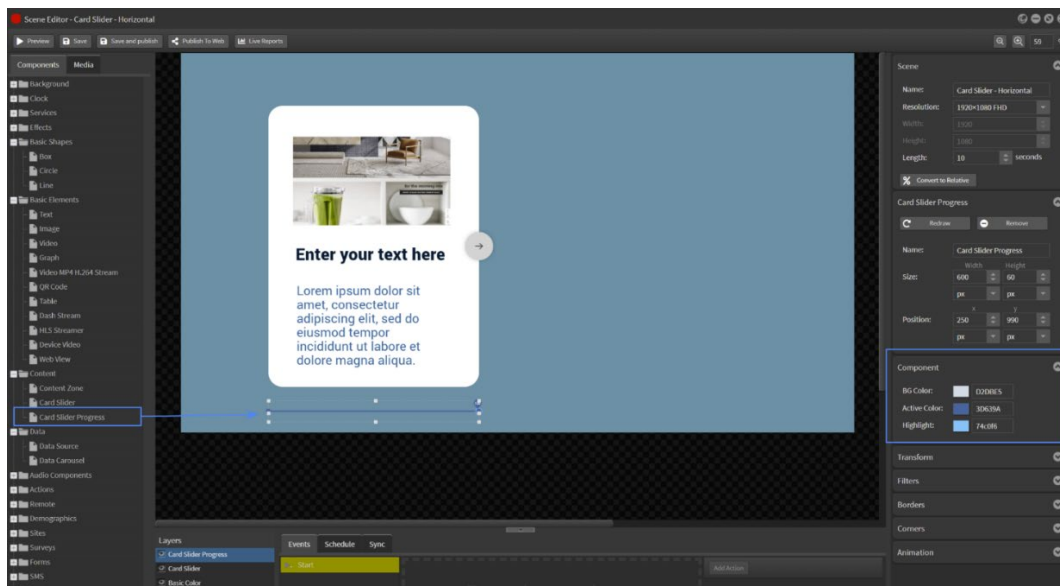 Scene Editor - Card Slider - Horizontal
Preview
Save
Save and publish
Publish To Web
Live Reports
59
Components
Media
Background
Clock
Services
Effects
Basic Shapes
Box
Circle
Line
Basic Elements
Text
Image
Video
Graph
Video MP4 H.264 Stream
QR Code
Table
Dash Stream
HLS Streamer
Device Video
Web View
Content
Content Zone
Card Slider
Card Slider Progress
Data
Data Source
Data Carousel
Audio Components
Actions
Remote
Demographics
Sites
Surveys
Forms
SMS
Enter your text here
Lorem ipsum dolor sit
amet, consectetur
adipiscing elit, sed do
eiusmod tempor
incididunt ut labore et
dolore magna aliqua.
Layers
Card Slider Progress
Card Slider
Basic Color
Events
Schedule
Sync
Start
Add Action
Scene
Name: Card Slider - Horizontal
Resolution: 1920×1080 FHD
Width: 1920
Height: 1080
Length: 10 seconds
Convert to Relative
Card Slider Progress
Redraw
Remove
Name: Card Slider Progress
Width Height
Size: 600 60
px px
x y
Position: 250 990
px px
Component
BG Color: D2DBE5
Active Color: 3D639A
Highlight: 74c0f6
Transform
Filters
Borders
Corners
Animation